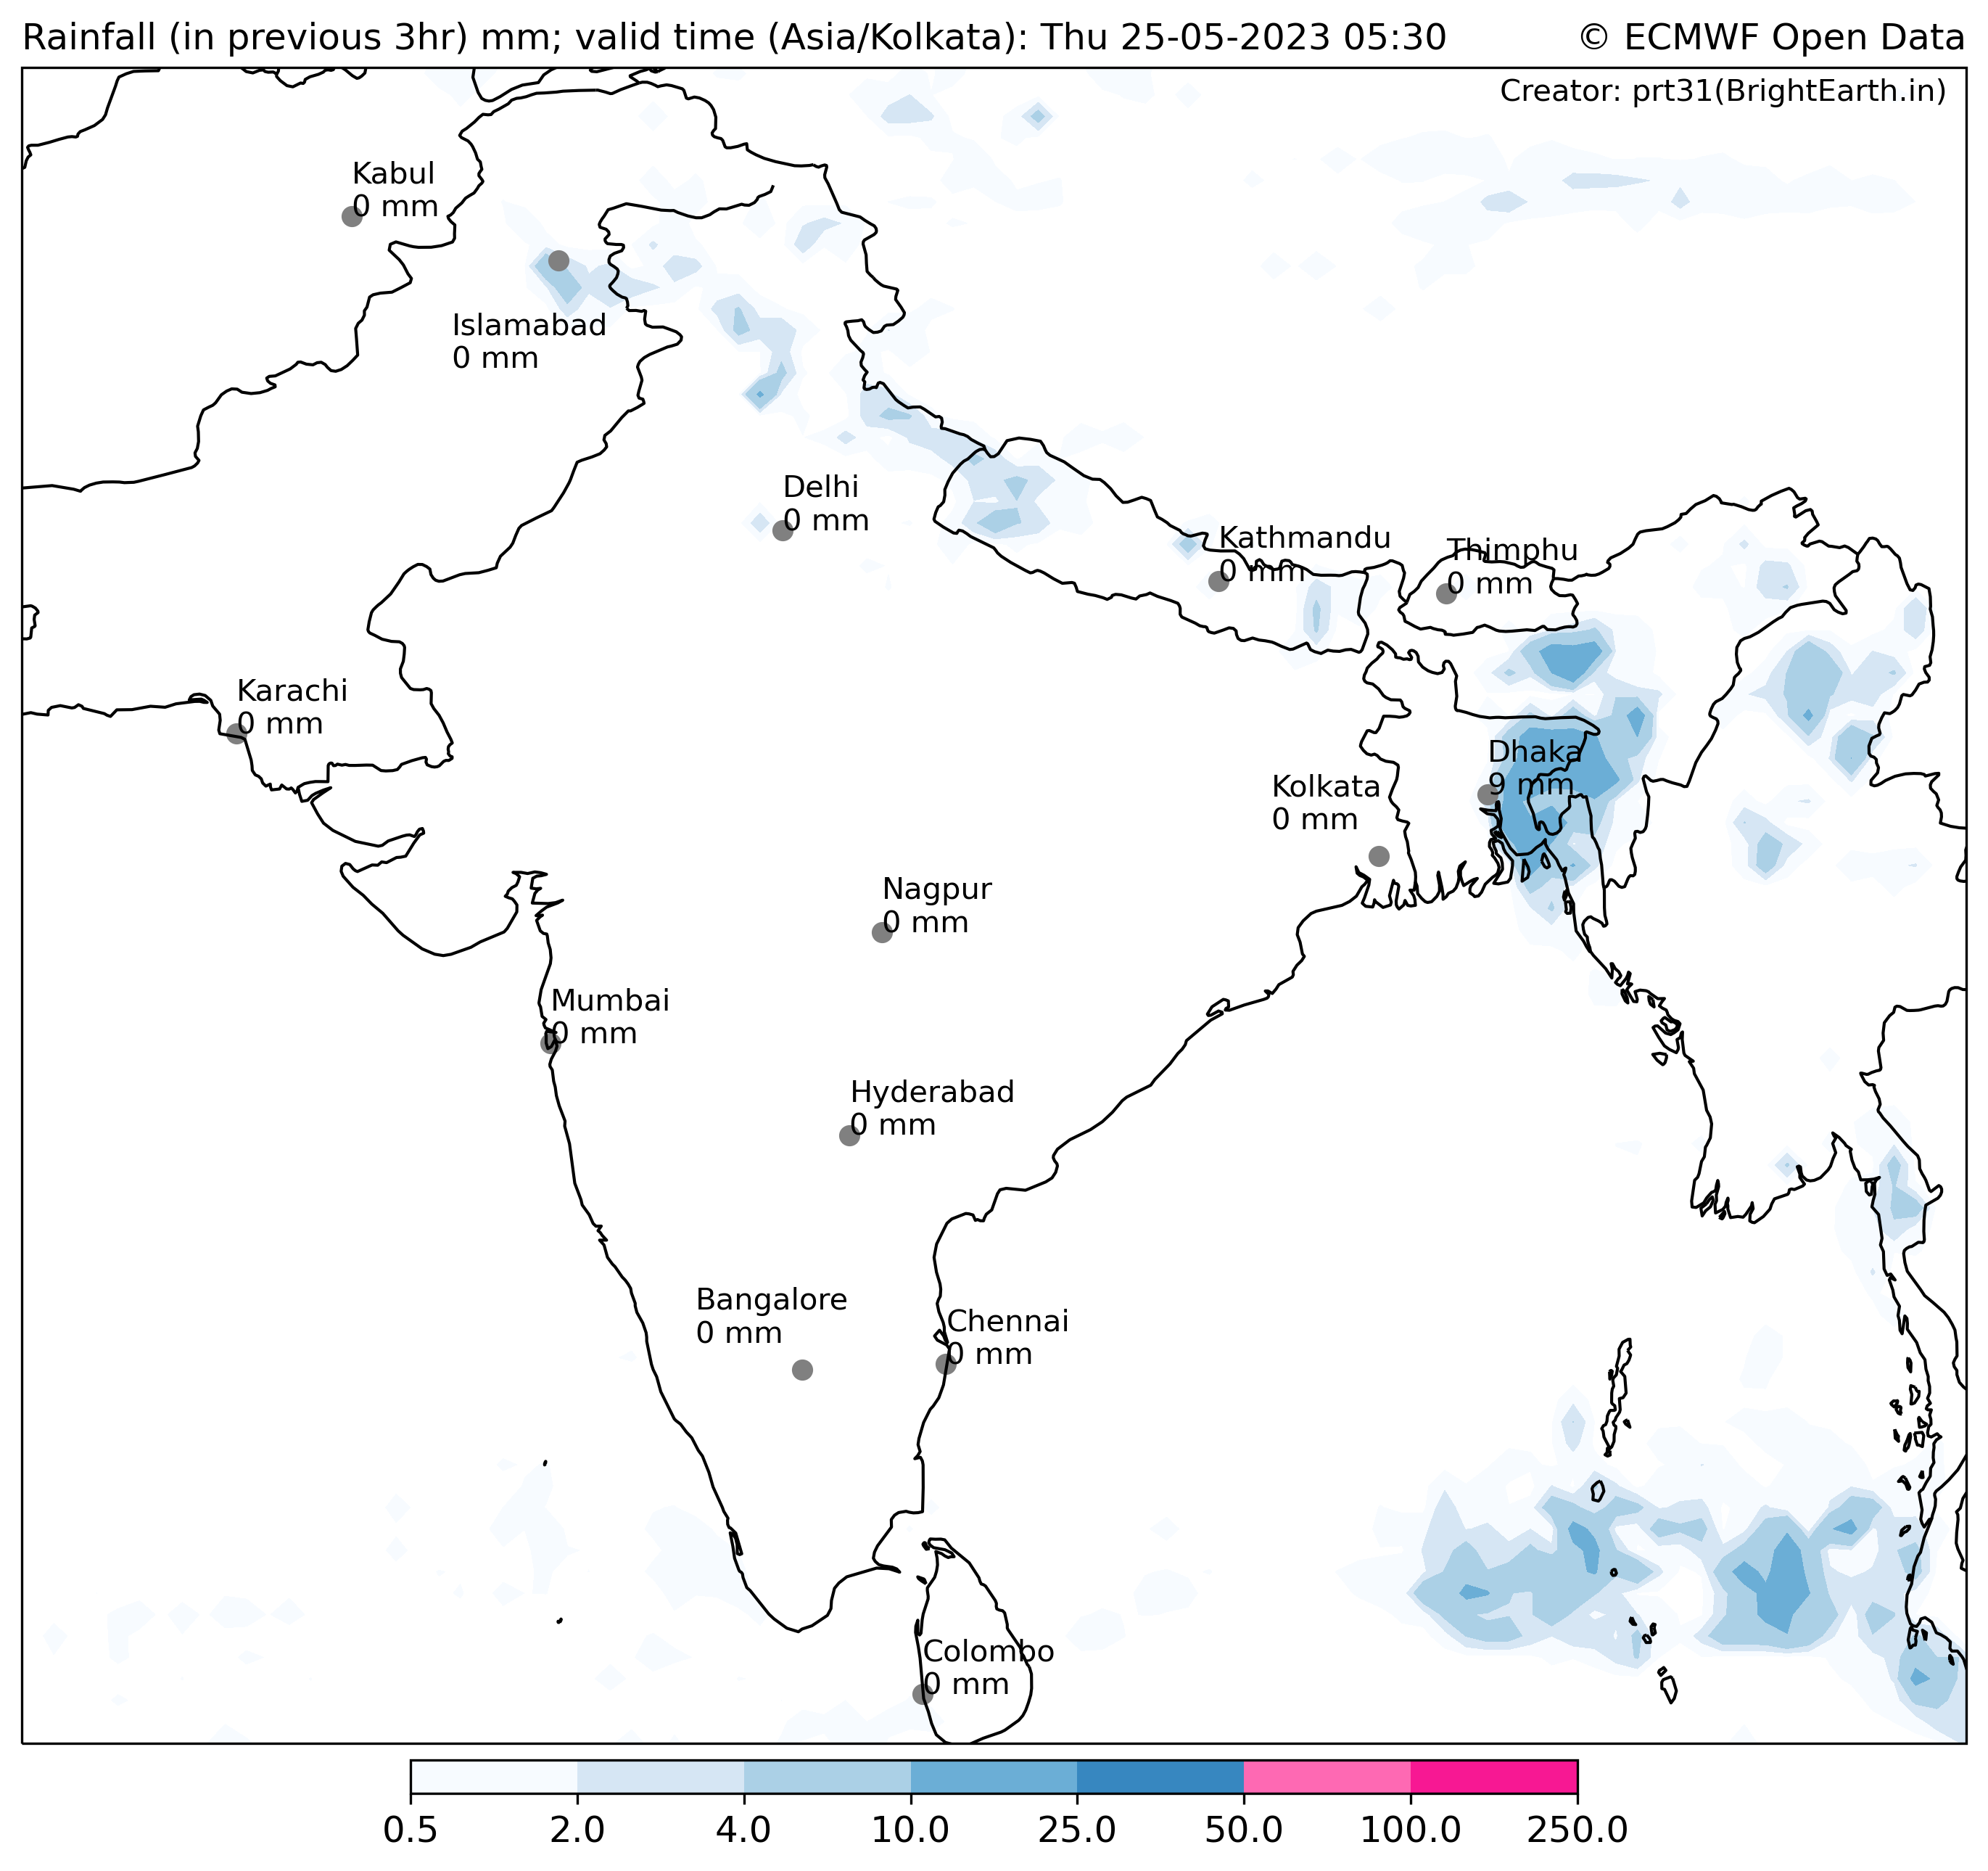 Rainfall (in previous 3hr) mm; valid time (Asia/Kolkata): Thu 25-05-2023 05:30
© ECMWF Open Data
Creator: prt31(BrightEarth.in)
Kabul
0 mm
Islamabad
0 mm
Delhi
0 mm
Kathmandu
0 mm
Thimphu
0 mm
Karachi
0 mm
Dhaka
9 mm
Kolkata
0 mm
Nagpur
0 mm
Mumbai
0 mm
Hyderabad
0 mm
Bangalore
0 mm
Chennai
0 mm
Colombo
0 mm
0.5 2.0 4.0 10.0 25.0 50.0 100.0 250.0